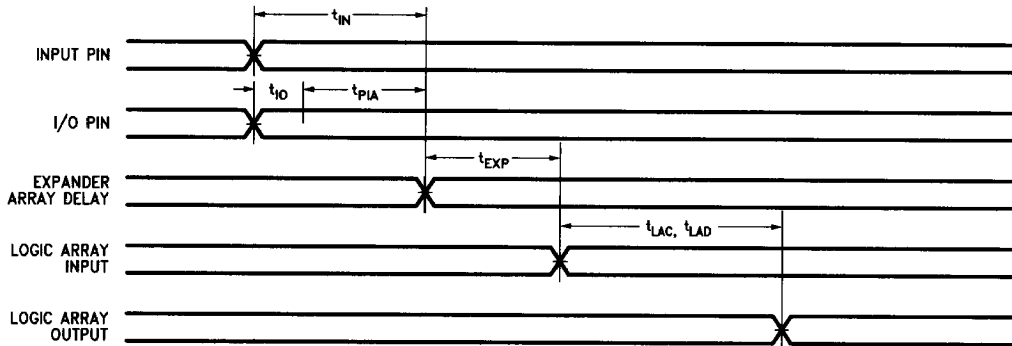 tIN
INPUT PIN
tIO
tPIA
I/O PIN
tEXP
EXPANDER
ARRAY DELAY
tLAC, tLAD
LOGIC ARRAY
INPUT
LOGIC ARRAY
OUTPUT